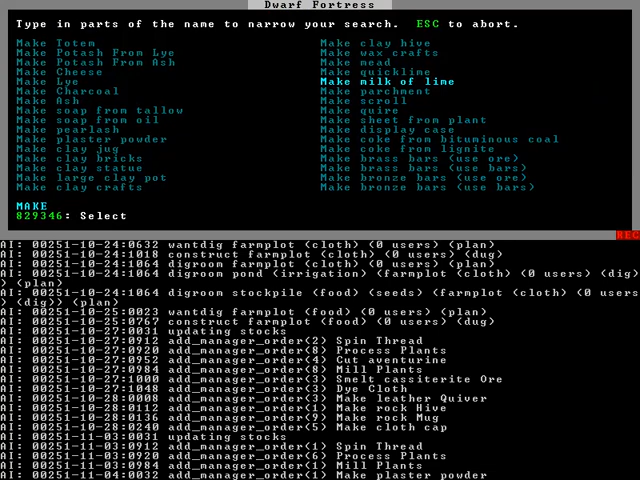 Dwarf Fortress
Type in parts of the name to narrow your search.  ESC to abort.
Make Totem
Make Potash From Lye
Make Potash From Ash
Make Cheese
Make Lye
Make Charcoal
Make Ash
Make soap from tallow
Make soap from oil
Make pearlash
Make plaster powder
Make clay jug
Make clay bricks
Make clay statue
Make large clay pot
Make clay crafts
Make clay hive
Make wax crafts
Make mead
Make quicklime
Make milk of lime
Make parchment
Make scroll
Make quire
Make sheet from plant
Make display case
Make coke from bituminous coal
Make coke from lignite
Make brass bars (use ore)
Make brass bars (use bars)
Make bronze bars (use ore)
Make bronze bars (use bars)
MAKE
829346: Select
REC
AI: 00251-10-24:0632 wantdig farmplot (cloth) (0 users) (plan)
AI: 00251-10-24:1018 construct farmplot (cloth) (0 users) (dug)
AI: 00251-10-24:1064 digroom farmplot (cloth) (0 users) (plan)
AI: 00251-10-24:1064 digroom pond (irrigation) (farmplot (cloth) (0 users) (dig)
) (plan)
AI: 00251-10-24:1064 digroom stockpile (food) (seeds) (farmplot (cloth) (0 users
) (dig)) (plan)
AI: 00251-10-25:0023 wantdig farmplot (food) (0 users) (plan)
AI: 00251-10-25:0767 construct farmplot (food) (0 users) (dug)
AI: 00251-10-27:0031 updating stocks
AI: 00251-10-27:0912 add_manager_order(2) Spin Thread
AI: 00251-10-27:0920 add_manager_order(8) Process Plants
AI: 00251-10-27:0952 add_manager_order(4) Cut aventurine
AI: 00251-10-27:0984 add_manager_order(8) Mill Plants
AI: 00251-10-27:1000 add_manager_order(3) Smelt cassiterite Ore
AI: 00251-10-27:1048 add_manager_order(3) Dye Cloth
AI: 00251-10-28:0008 add_manager_order(3) Make leather Quiver
AI: 00251-10-28:0112 add_manager_order(1) Make rock Hive
AI: 00251-10-28:0136 add_manager_order(9) Make rock Mug
AI: 00251-10-28:0240 add_manager_order(5) Make cloth cap
AI: 00251-11-03:0031 updating stocks
AI: 00251-11-03:0912 add_manager_order(1) Spin Thread
AI: 00251-11-03:0920 add_manager_order(6) Process Plants
AI: 00251-11-03:0984 add_manager_order(1) Mill Plants
AI: 00251-11-04:0032 add_manager_order(1) Make plaster powder